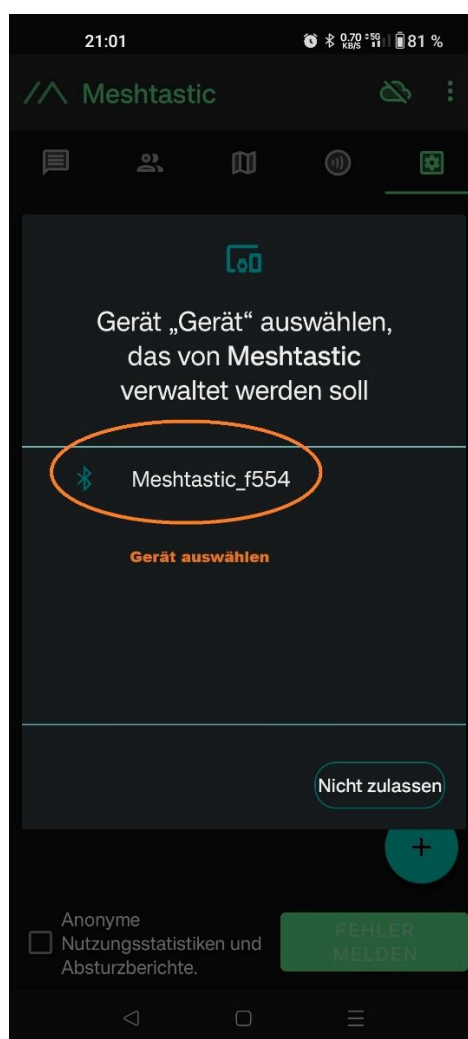 21:01
0.70 KB/S 5G 81 %
Meshtastic
Gerät „Gerät“ auswählen,
das von Meshtastic
verwaltet werden soll
Meshtastic_f554
Gerät auswählen
Nicht zulassen
+
Anonyme
Nutzungsstatistiken und
Absturzberichte.
FEHLER
MELDEN